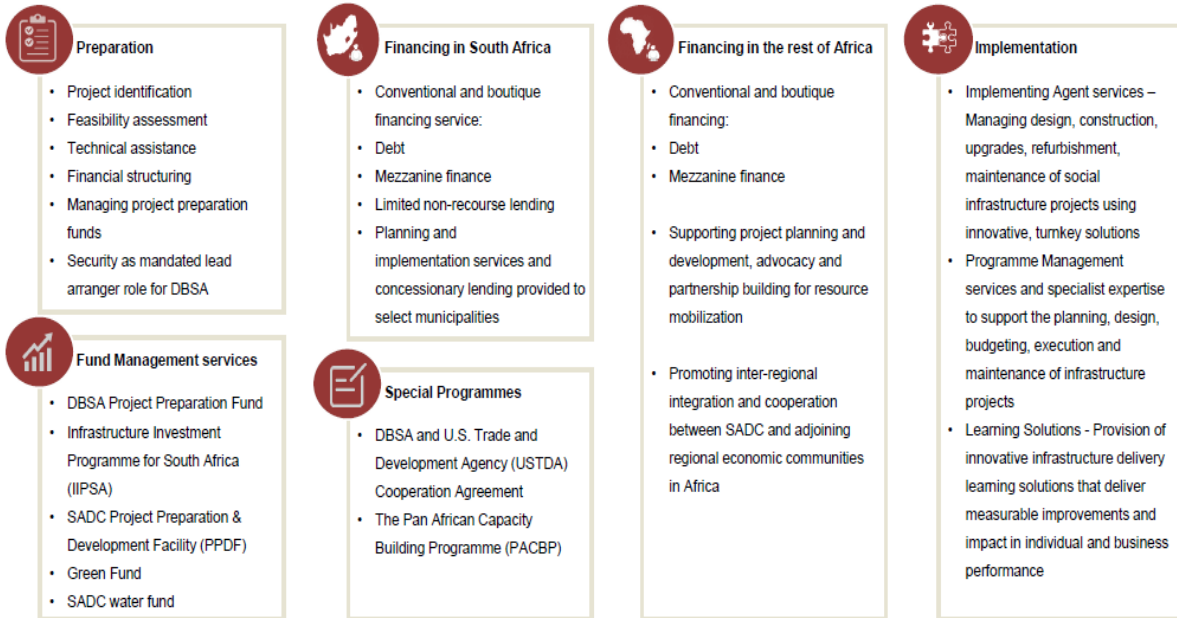 Preparation
• Project identification
• Feasibility assessment
• Technical assistance
• Financial structuring
• Managing project preparation
funds
• Security as mandated lead
arranger role for DBSA
Fund Management services
• DBSA Project Preparation Fund
• Infrastructure Investment
Programme for South Africa
(IIPSA)
• SADC Project Preparation &
Development Facility (PPDF)
• Green Fund
• SADC water fund
Financing in South Africa
• Conventional and boutique
financing service:
• Debt
• Mezzanine finance
• Limited non-recourse lending
• Planning and
implementation services and
concessionary lending provided to
select municipalities
Special Programmes
• DBSA and U.S. Trade and
Development Agency (USTDA)
Cooperation Agreement
• The Pan African Capacity
Building Programme (PACBP)
Financing in the rest of Africa
• Conventional and boutique
financing:
• Debt
• Mezzanine finance
• Supporting project planning and
development, advocacy and
partnership building for resource
mobilization
• Promoting inter-regional
integration and cooperation
between SADC and adjoining
regional economic communities
in Africa
Implementation
• Implementing Agent services –
Managing design, construction,
upgrades, refurbishment,
maintenance of social
infrastructure projects using
innovative, turnkey solutions
• Programme Management
services and specialist expertise
to support the planning, design,
budgeting, execution and
maintenance of infrastructure
projects
• Learning Solutions - Provision of
innovative infrastructure delivery
learning solutions that deliver
measurable improvements and
impact in individual and business
performance